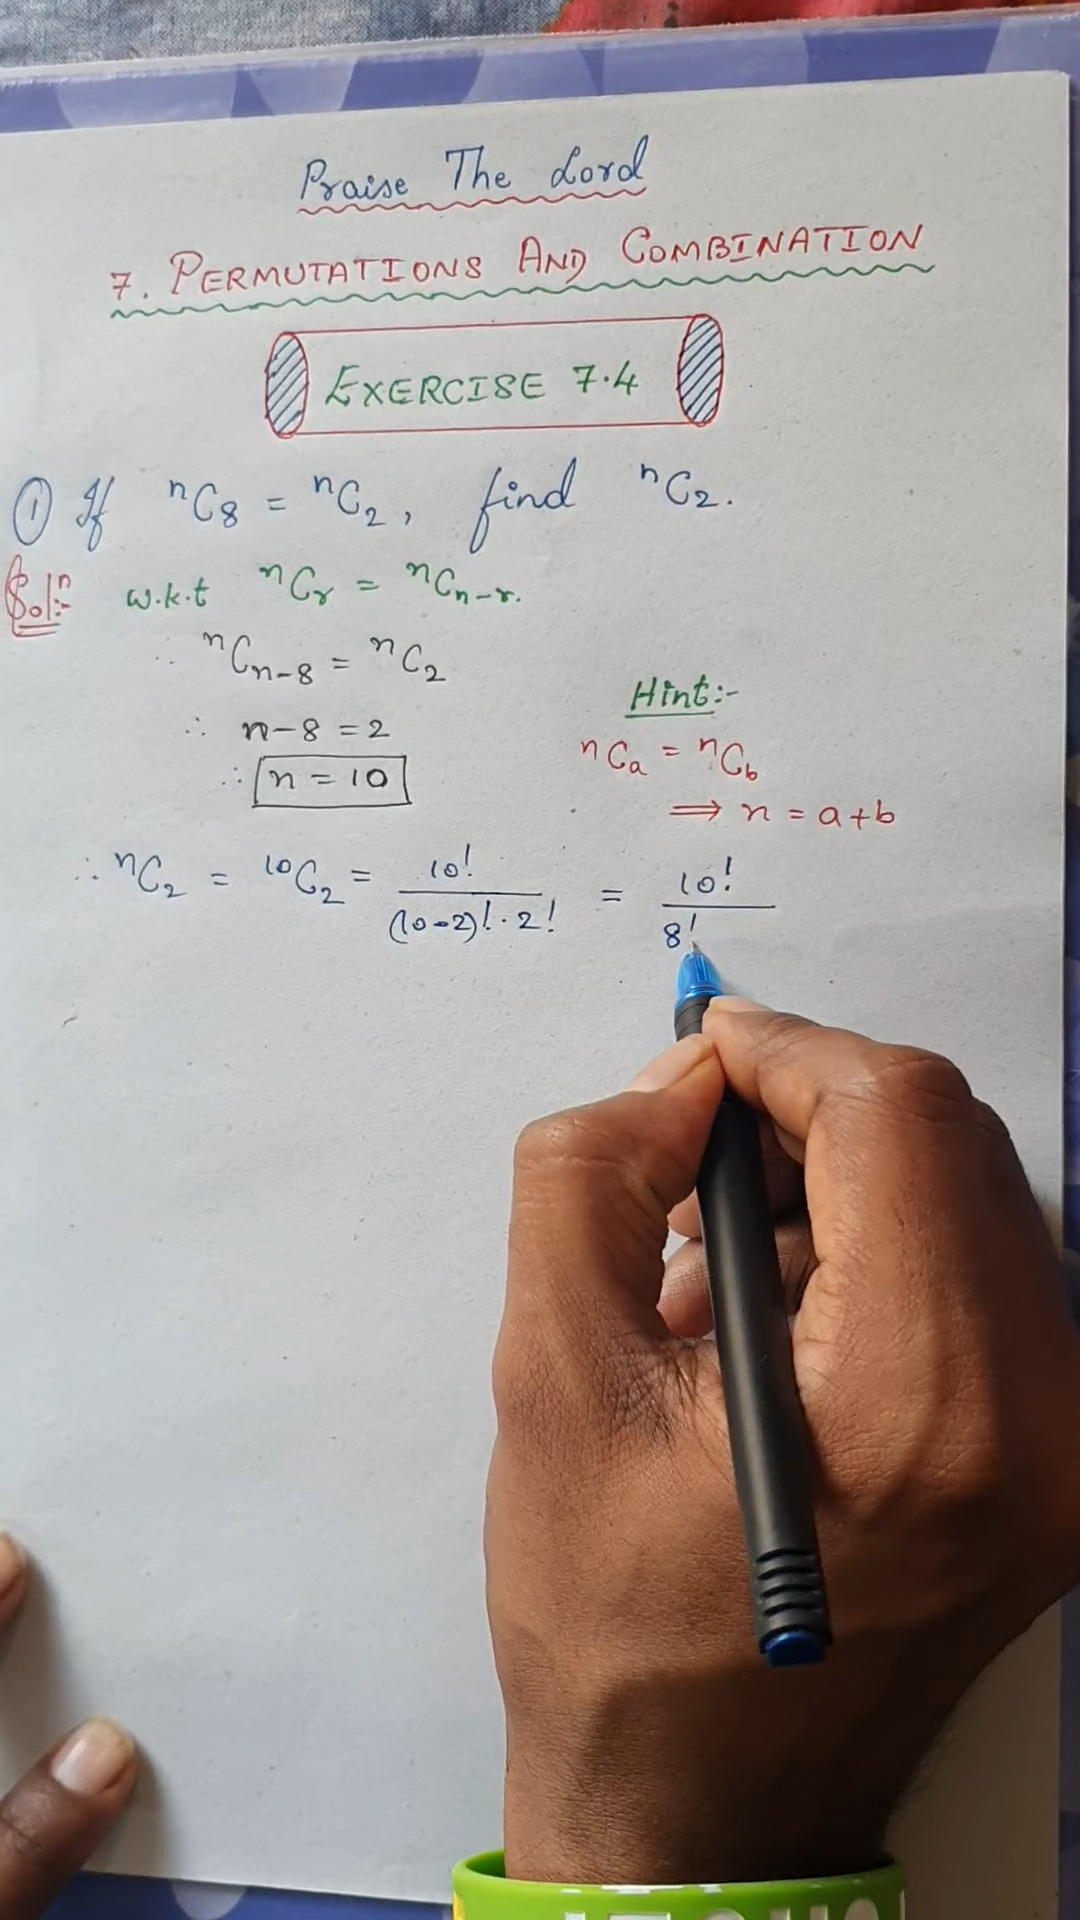 Praise The Lord
7. PERMUTATIONS AND COMBINATION
EXERCISE 7.4
① If ⁿC₈ = ⁿC₂, find ⁿC₂.
Solⁿ:- w.k.t ⁿCᵣ = ⁿCₙ₋ᵣ.
∴ ⁿCₙ₋₈ = ⁿC₂
∴ n-8 = 2
∴ n = 10
Hint:-
ⁿCₐ = ⁿC_b
⟹ n = a+b
∴ ⁿC₂ = ¹⁰C₂ = 10! / (10-2)! · 2! = 10! / 8!